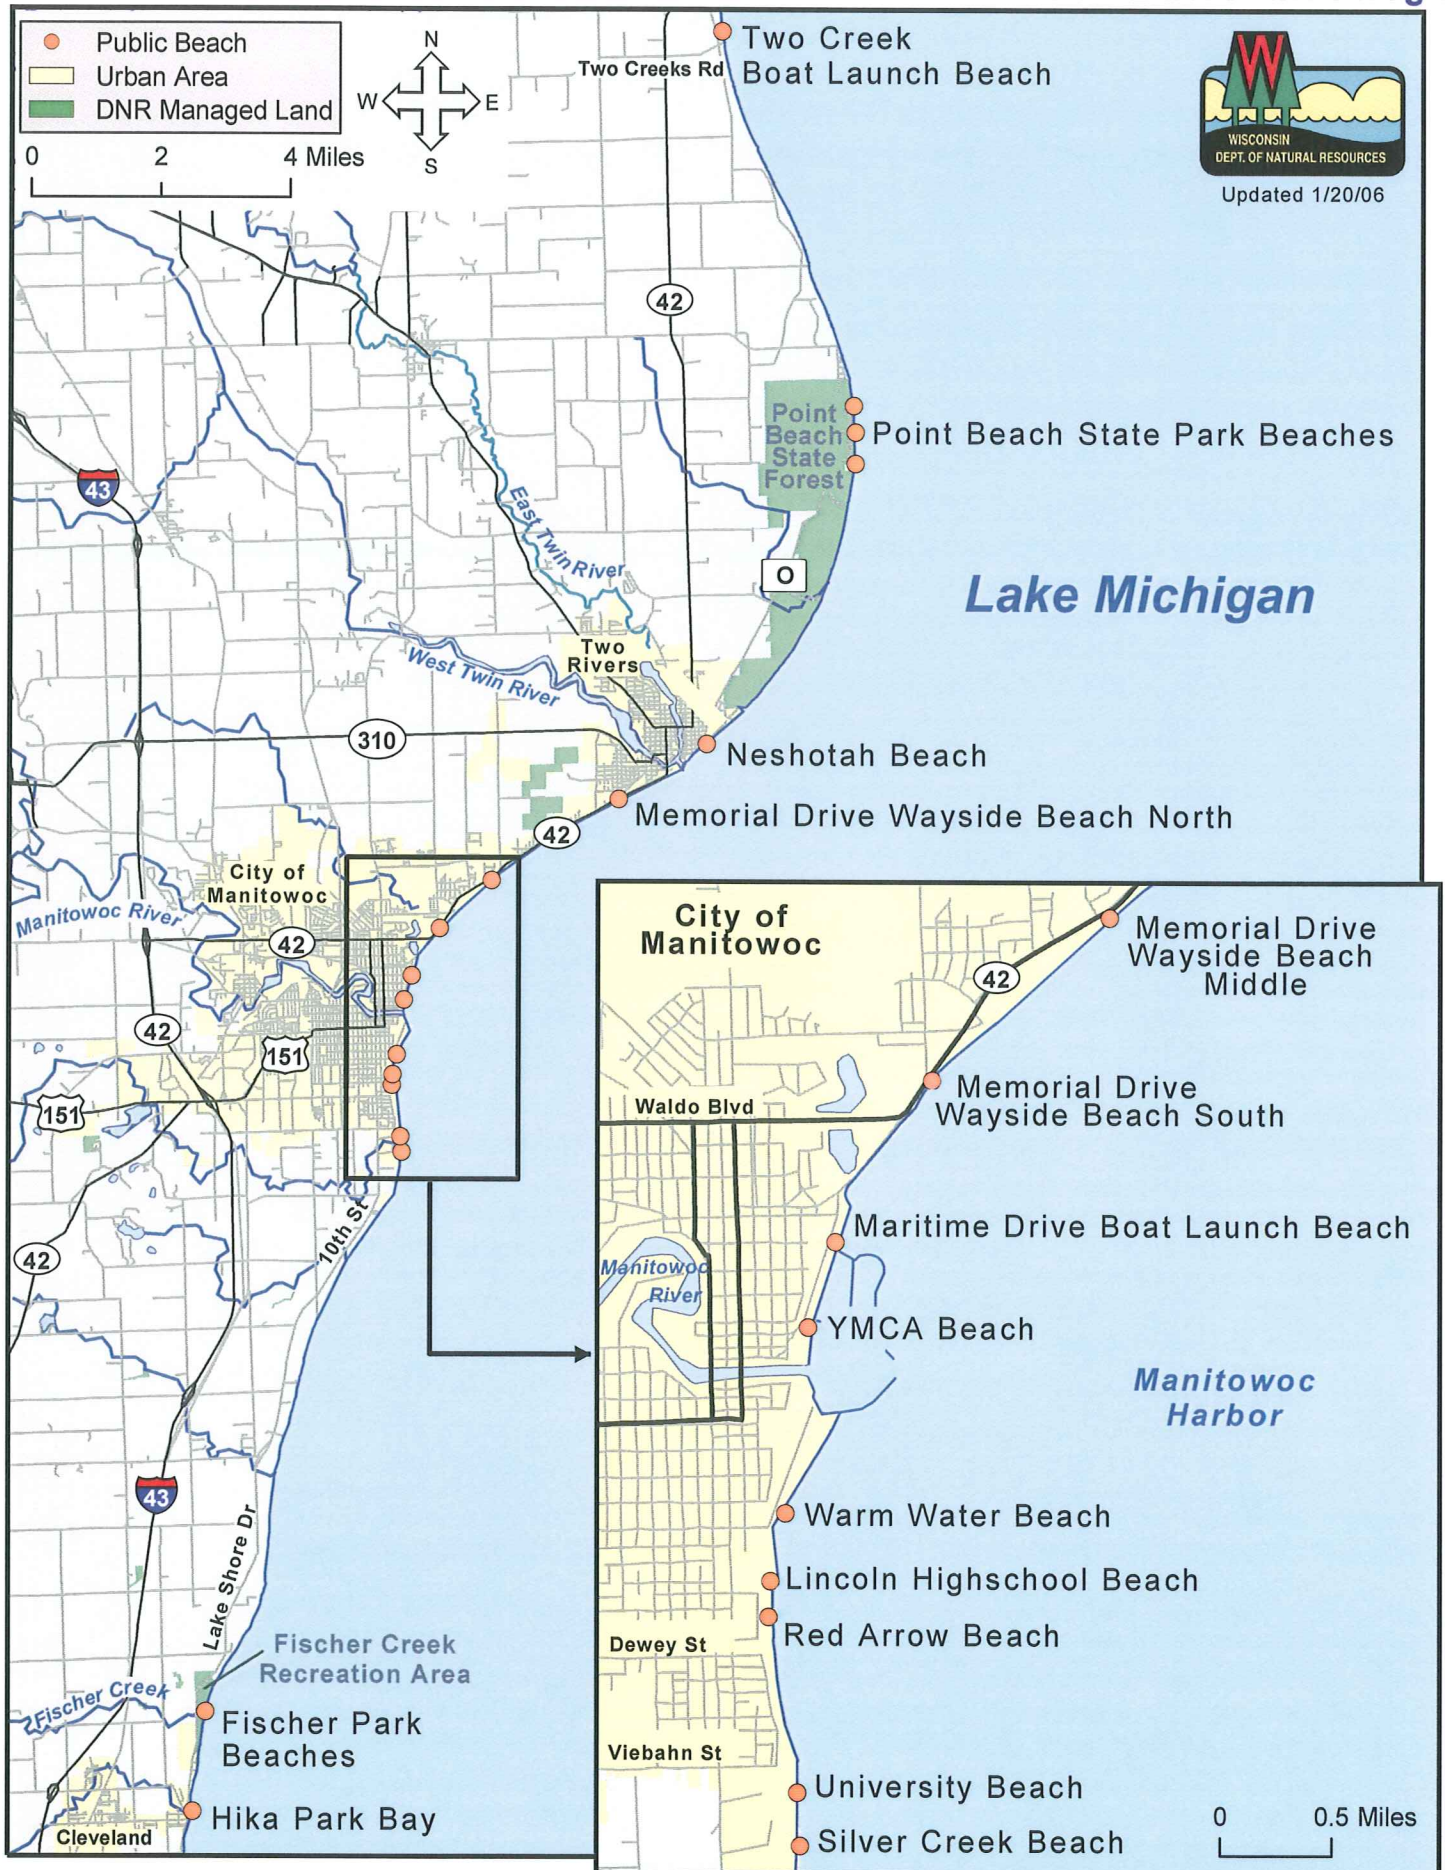 g
Public Beach
Urban Area
DNR Managed Land
N
W
E
S
0 2 4 Miles
Two Creeks Rd
Two Creek
Boat Launch Beach
WISCONSIN
DEPT. OF NATURAL RESOURCES
Updated 1/20/06
42
43
Point
Beach
State
Forest
Point Beach State Park Beaches
East Twin River
O
Lake Michigan
Two
Rivers
West Twin River
310
Neshotah Beach
Memorial Drive Wayside Beach North
42
City of
Manitowoc
Manitowoc River
42
42
151
151
42
10th St
43
Lake Shore Dr
Fischer Creek
Recreation Area
Fischer Creek
Fischer Park
Beaches
Hika Park Bay
Cleveland
City of
Manitowoc
Memorial Drive
Wayside Beach
Middle
42
Waldo Blvd
Memorial Drive
Wayside Beach South
Maritime Drive Boat Launch Beach
Manitowoc
River
YMCA Beach
Manitowoc
Harbor
Warm Water Beach
Lincoln Highschool Beach
Red Arrow Beach
Dewey St
Viebahn St
University Beach
0 0.5 Miles
Silver Creek Beach